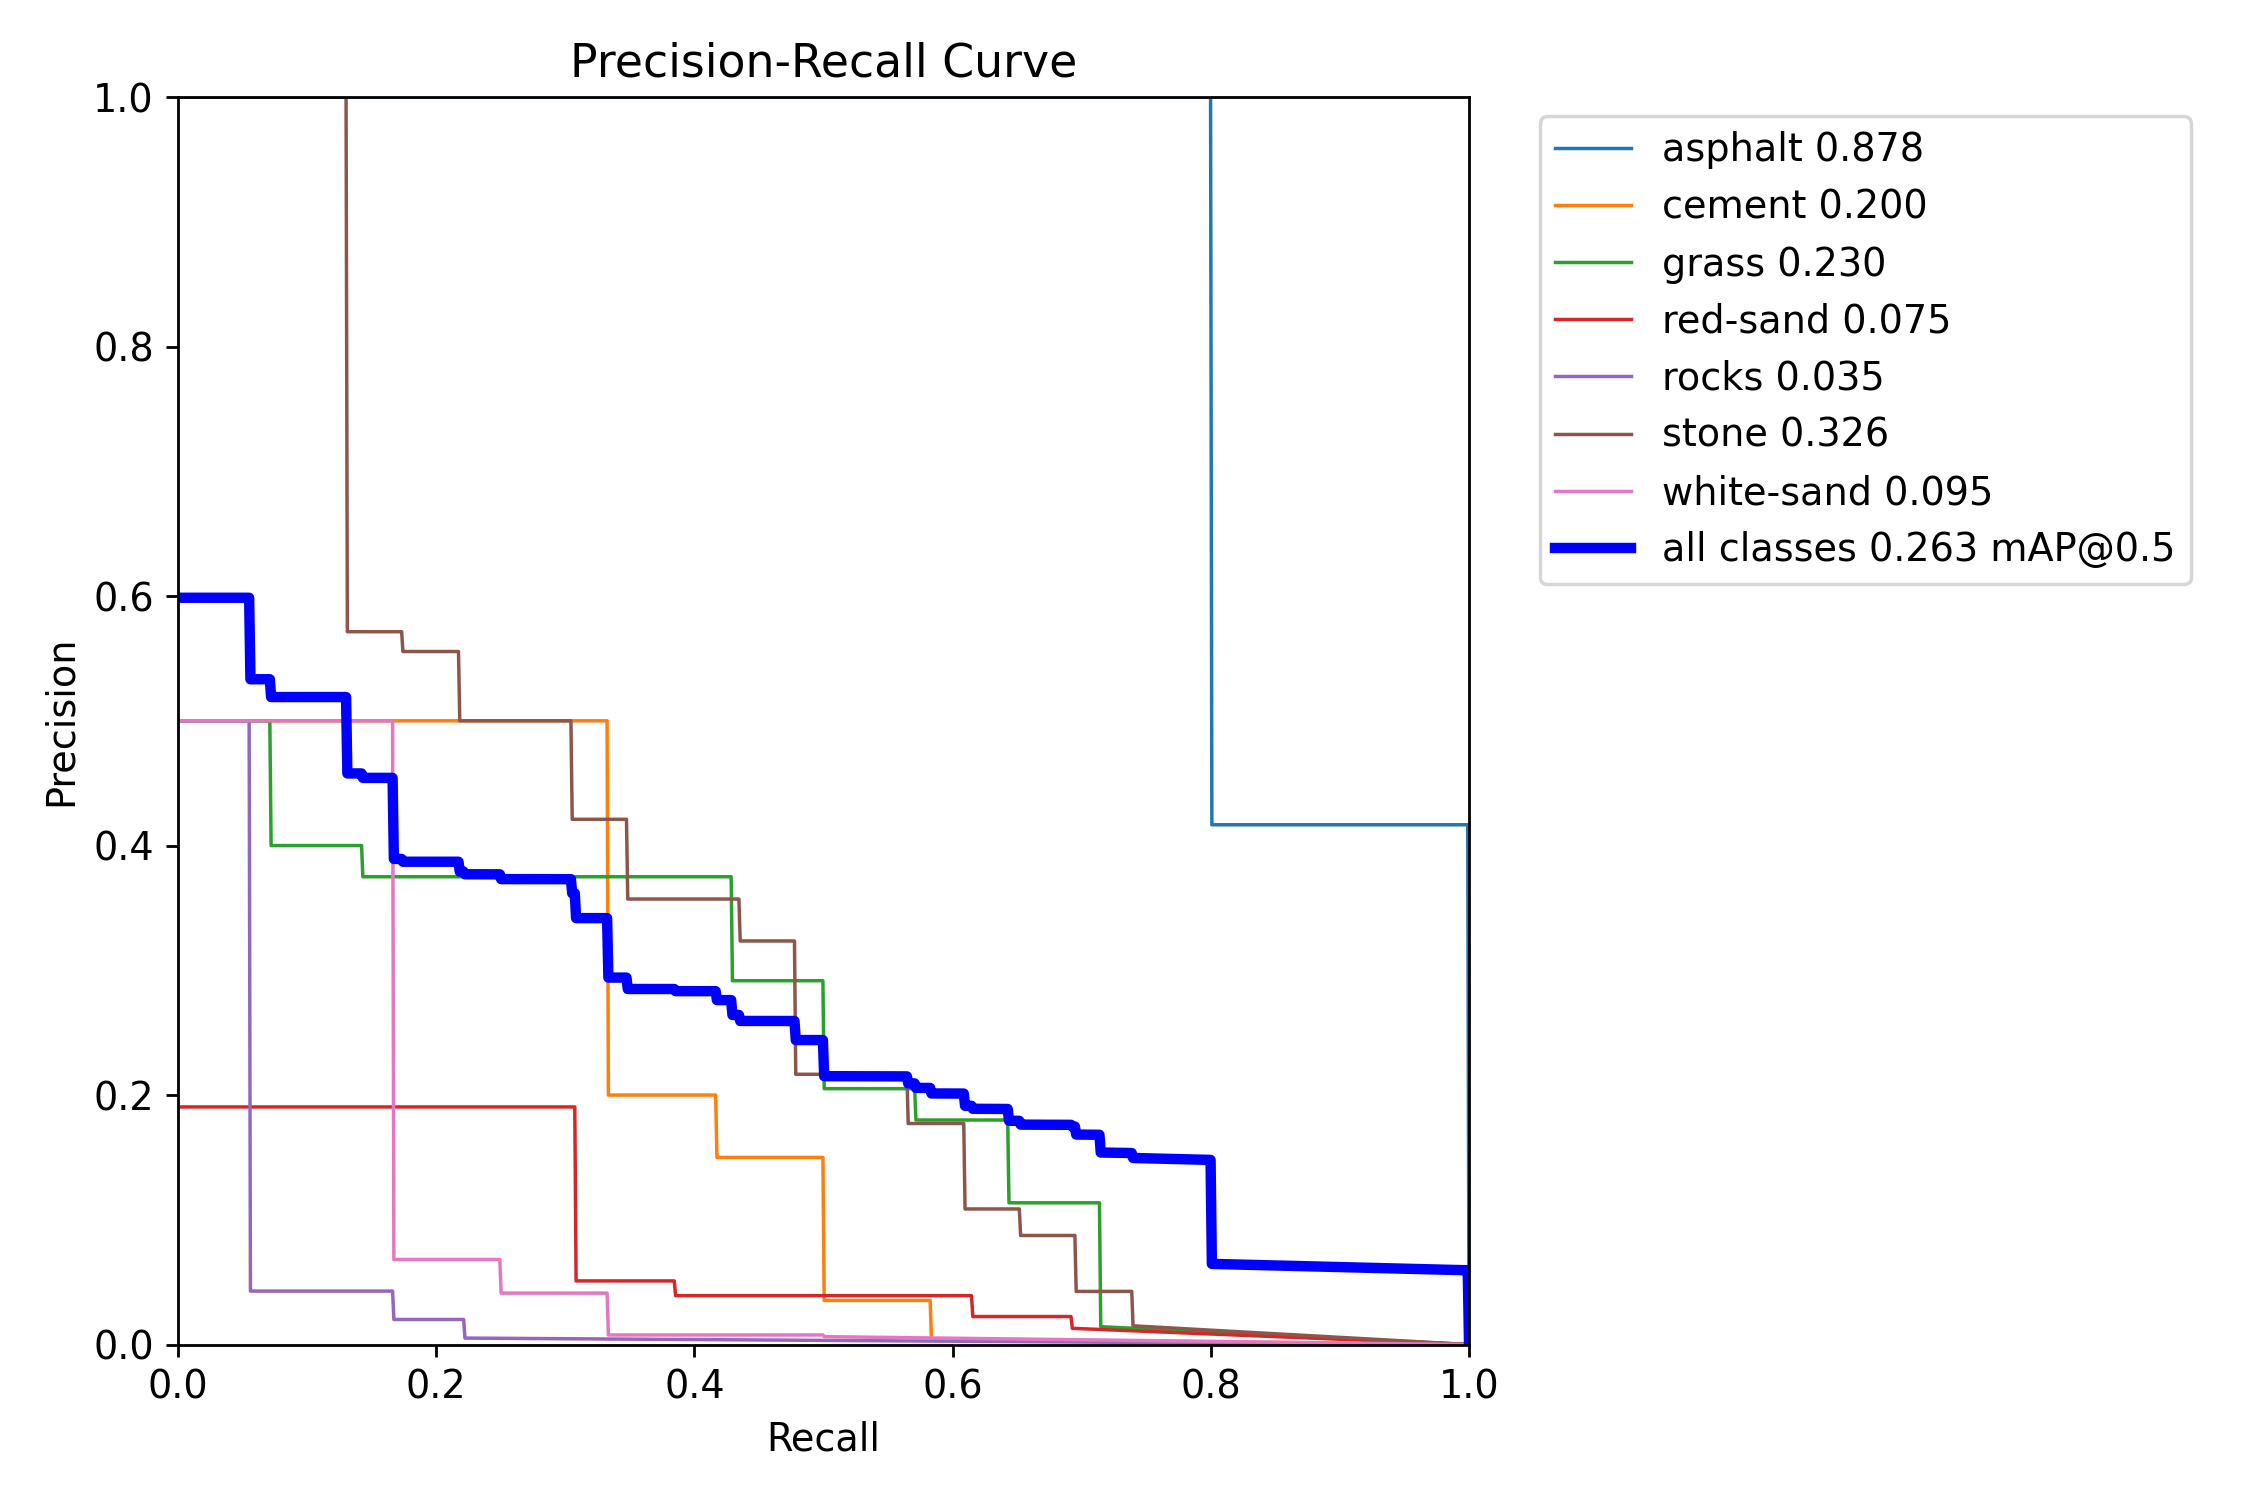 Precision-Recall Curve
1.0
0.8
0.6
0.4
0.2
0.0
Precision
0.0 0.2 0.4 0.6 0.8 1.0
Recall
asphalt 0.878
cement 0.200
grass 0.230
red-sand 0.075
rocks 0.035
stone 0.326
white-sand 0.095
all classes 0.263 mAP@0.5